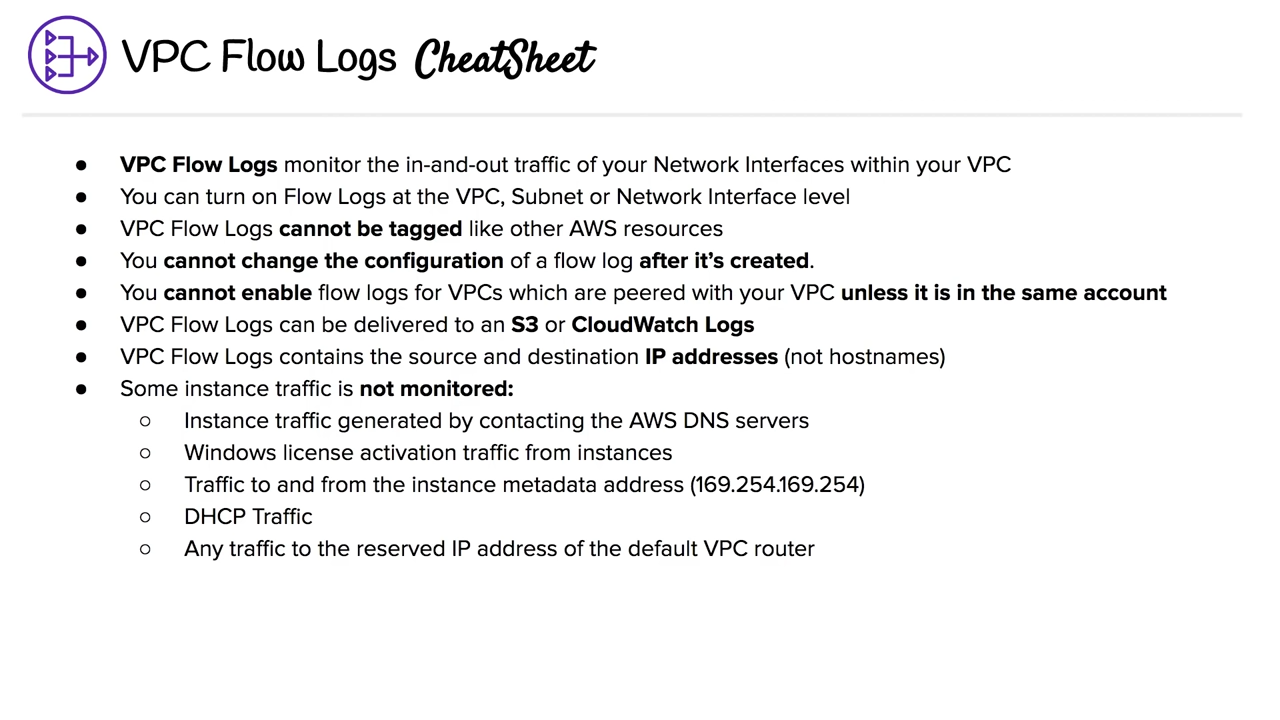 VPC Flow Logs CheatSheet
● VPC Flow Logs monitor the in-and-out traffic of your Network Interfaces within your VPC
● You can turn on Flow Logs at the VPC, Subnet or Network Interface level
● VPC Flow Logs cannot be tagged like other AWS resources
● You cannot change the configuration of a flow log after it’s created.
● You cannot enable flow logs for VPCs which are peered with your VPC unless it is in the same account
● VPC Flow Logs can be delivered to an S3 or CloudWatch Logs
● VPC Flow Logs contains the source and destination IP addresses (not hostnames)
● Some instance traffic is not monitored:
○ Instance traffic generated by contacting the AWS DNS servers
○ Windows license activation traffic from instances
○ Traffic to and from the instance metadata address (169.254.169.254)
○ DHCP Traffic
○ Any traffic to the reserved IP address of the default VPC router